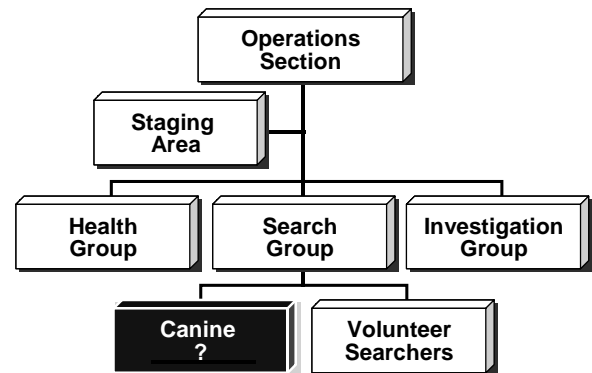 Operations
Section
Staging
Area
Health
Group
Search
Group
Investigation
Group
Canine
?
Volunteer
Searchers